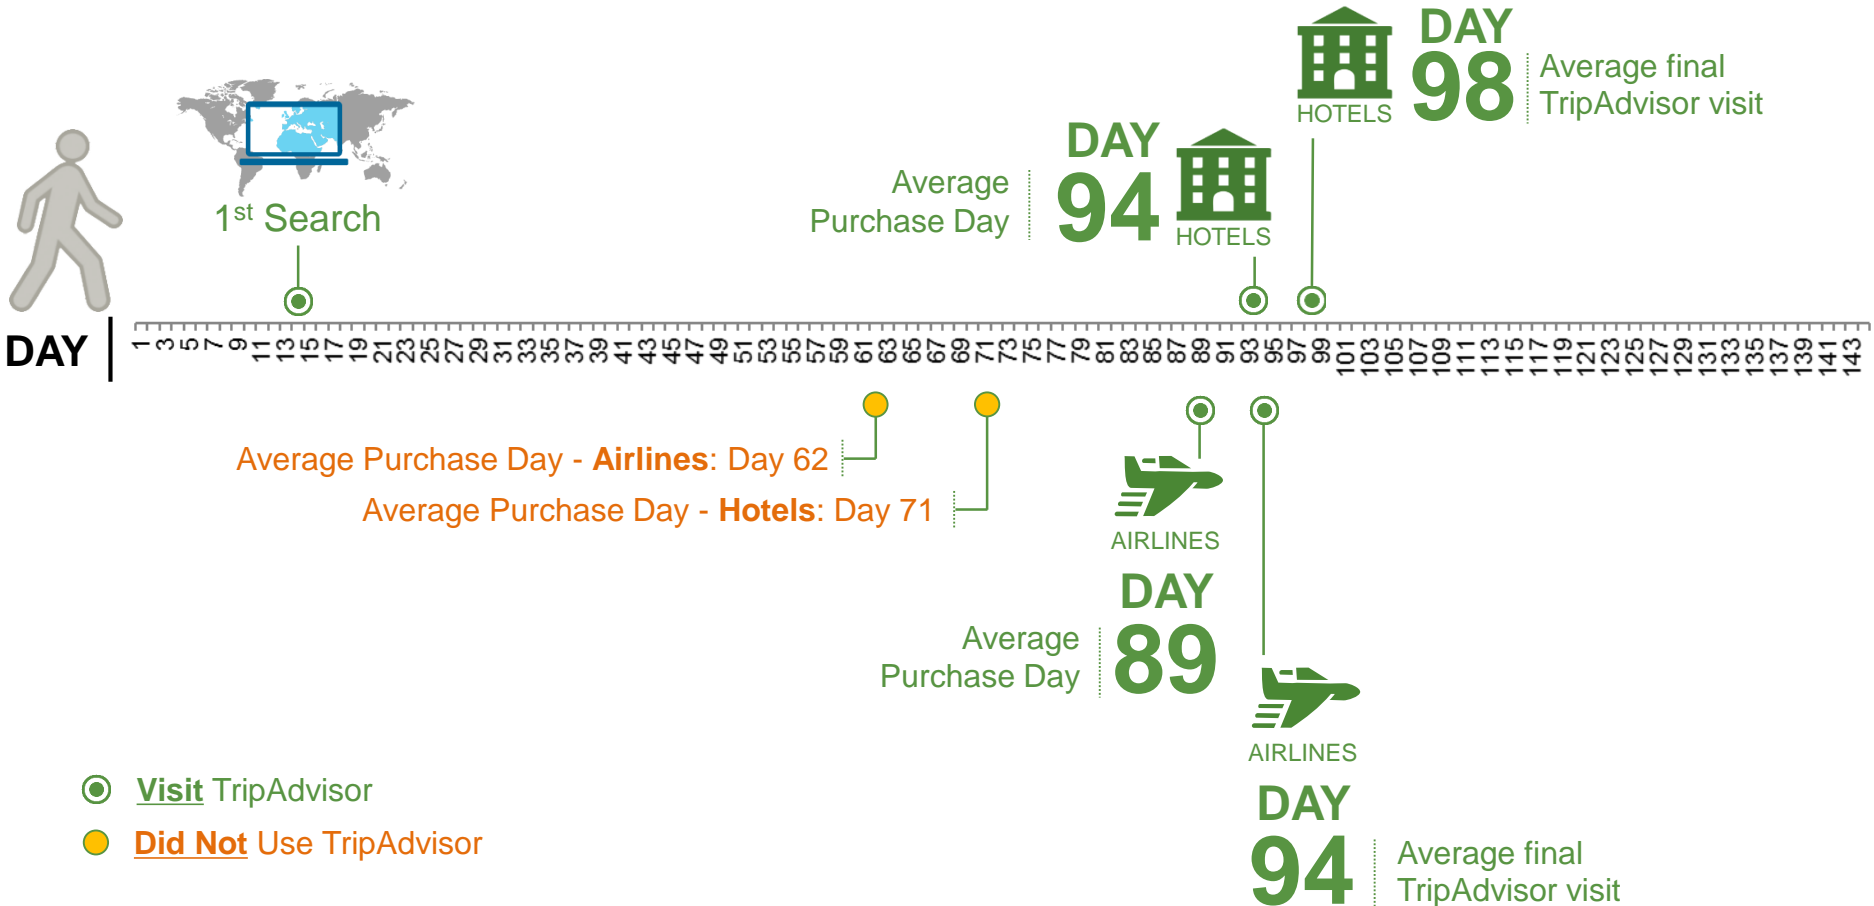 DAY
98
Average final
TripAdvisor visit
HOTELS
DAY
94
Average
Purchase Day
HOTELS
1st Search
DAY
1 3 5 7 9 11 13 15 17 19 21 23 25 27 29 31 33 35 37 39 41 43 45 47 49 51 53 55 57 59 61 63 65 67 69 71 73 75 77 79 81 83 85 87 89 91 93 95 97 99 101 103 105 107 109 111 113 115 117 119 121 123 125 127 129 131 133 135 137 139 141 143
Average Purchase Day - Airlines: Day 62
Average Purchase Day - Hotels: Day 71
AIRLINES
DAY
89
Average
Purchase Day
AIRLINES
DAY
94
Average final
TripAdvisor visit
Visit TripAdvisor
Did Not Use TripAdvisor